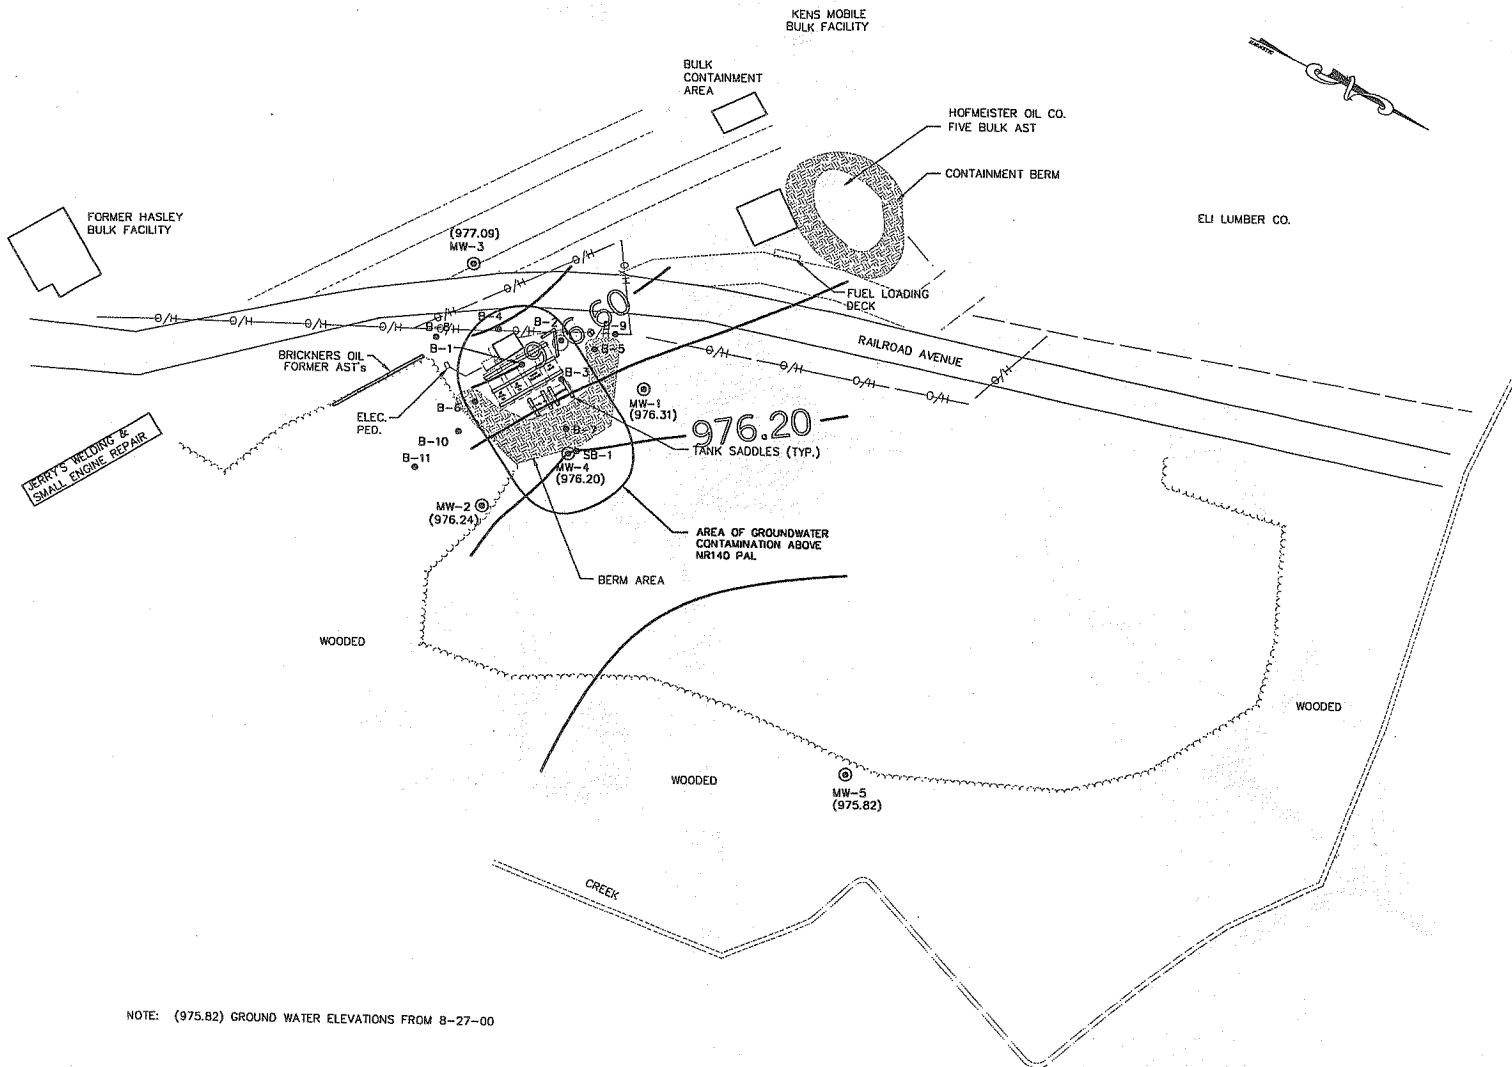 KENS MOBILE
BULK FACILITY
BULK
CONTAINMENT
AREA
HOFMEISTER OIL CO.
FIVE BULK AST
CONTAINMENT BERM
ELI LUMBER CO.
FORMER HASLEY
BULK FACILITY
(977.09)
MW-3
FUEL LOADING
DECK
RAILROAD AVENUE
O/H
O/H
O/H
O/H
O/H
O/H
O/H
O/H
O/H
O/H
O/H
O/H
O/H
O/H
B-8
B-4
B-2
B-9
976.60
B-1
B-5
BRICKNERS OIL
FORMER AST's
B-3
ELEC.
PED.
B-6
MW-1
(976.31)
B-10
B-7
976.20
TANK SADDLES (TYP.)
SB-1
B-11
MW-4
(976.20)
JERRY'S WELDING &
SMALL ENGINE REPAIR
MW-2
(976.24)
AREA OF GROUNDWATER
CONTAMINATION ABOVE
NR140 PAL
BERM AREA
WOODED
WOODED
WOODED
MW-5
(975.82)
CREEK
NOTE: (975.82) GROUND WATER ELEVATIONS FROM 8-27-00